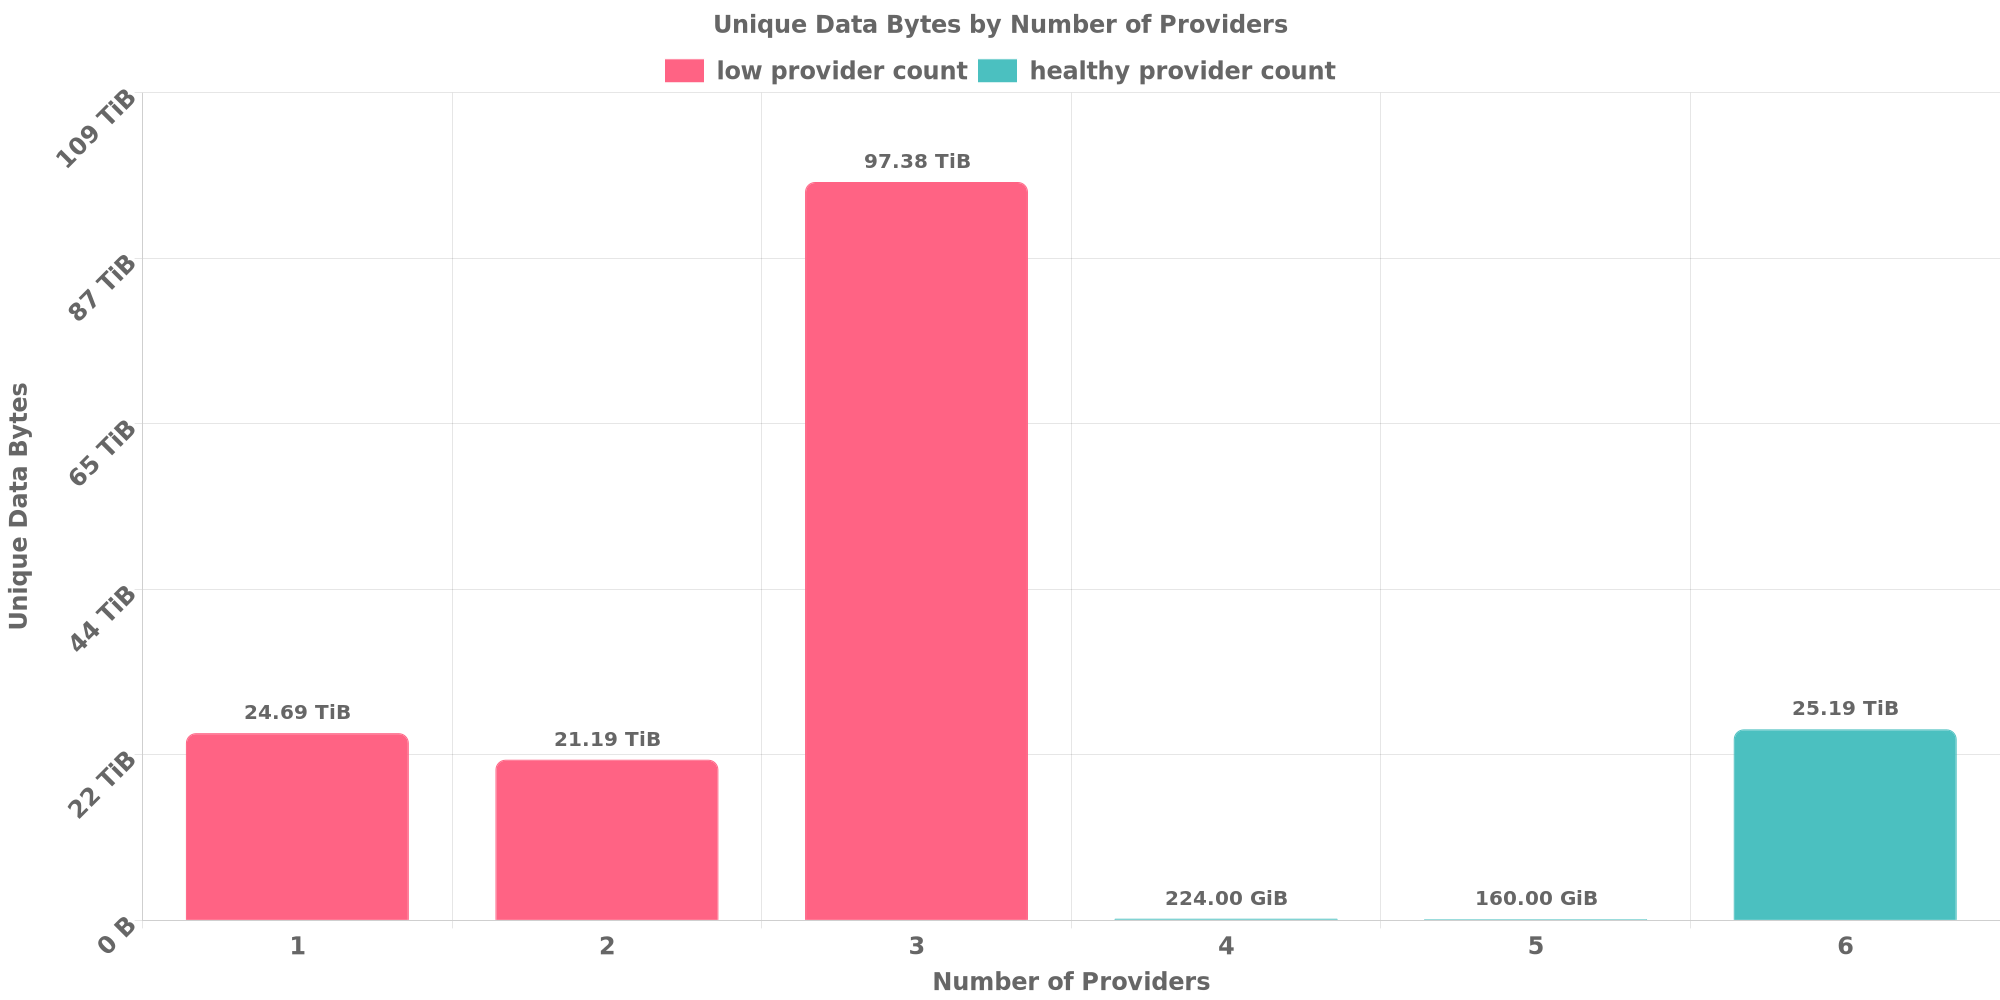 Unique Data Bytes by Number of Providers
low provider count healthy provider count
109 TiB
87 TiB
65 TiB
44 TiB
22 TiB
0 B
Unique Data Bytes
24.69 TiB
21.19 TiB
97.38 TiB
224.00 GiB
160.00 GiB
25.19 TiB
1 2 3 4 5 6
Number of Providers